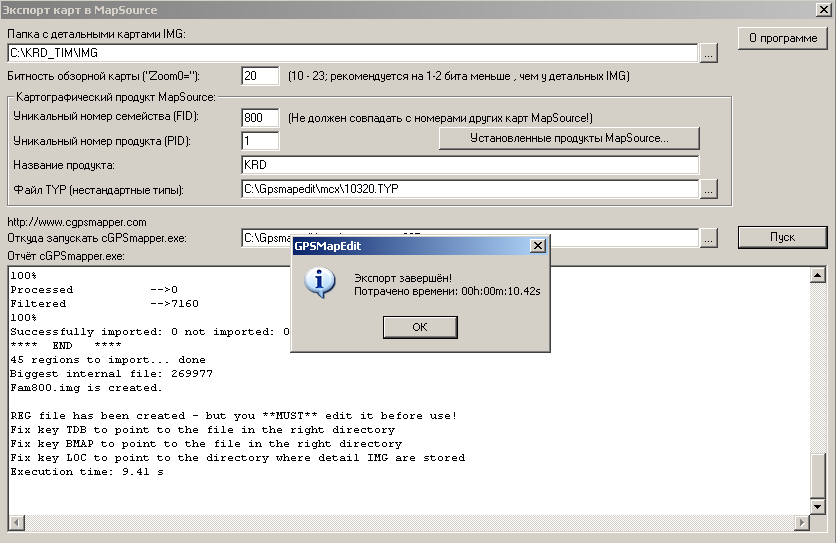 Экспорт карт в MapSource
Папка с детальными картами IMG:
C:\KRD_TIM\IMG
...
О программе
Битность обзорной карты ("Zoom0="):
20
(10 - 23; рекомендуется на 1-2 бита меньше , чем у детальных IMG)
Картографический продукт MapSource:
Уникальный номер семейства (FID):
800
(Не должен совпадать с номерами других карт MapSource!)
Уникальный номер продукта (PID):
1
Установленные продукты MapSource...
Название продукта:
KRD
Файл TYP (нестандартные типы):
C:\Gpsmapedit\mcx\10320.TYP
...
http://www.cgpsmapper.com
Откуда запускать cGPSmapper.exe:
...
Пуск
Отчёт cGPSmapper.exe:
GPSMapEdit
Экспорт завершён!
Потрачено времени: 00h:00m:10.42s
OK
100%
Processed -->0
Filtered -->7160
100%
Successfully imported: 0 not imported: 0
**** END ****
45 regions to import... done
Biggest internal file: 269977
Fam800.img is created.
REG file has been created - but you **MUST** edit it before use!
Fix key TDB to point to the file in the right directory
Fix key BMAP to point to the file in the right directory
Fix key LOC to point to the directory where detail IMG are stored
Execution time: 9.41 s